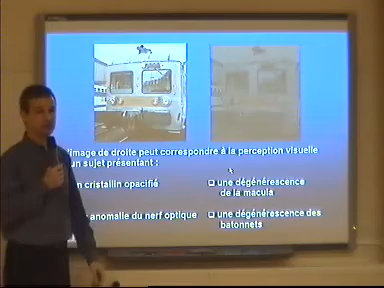 'image de droite peut correspondre à la perception visuelle
un sujet présentant :
n cristallin opacifié
une dégénérescence
de la macula
anomalie du nerf optique
une dégénérescence des
batonnets